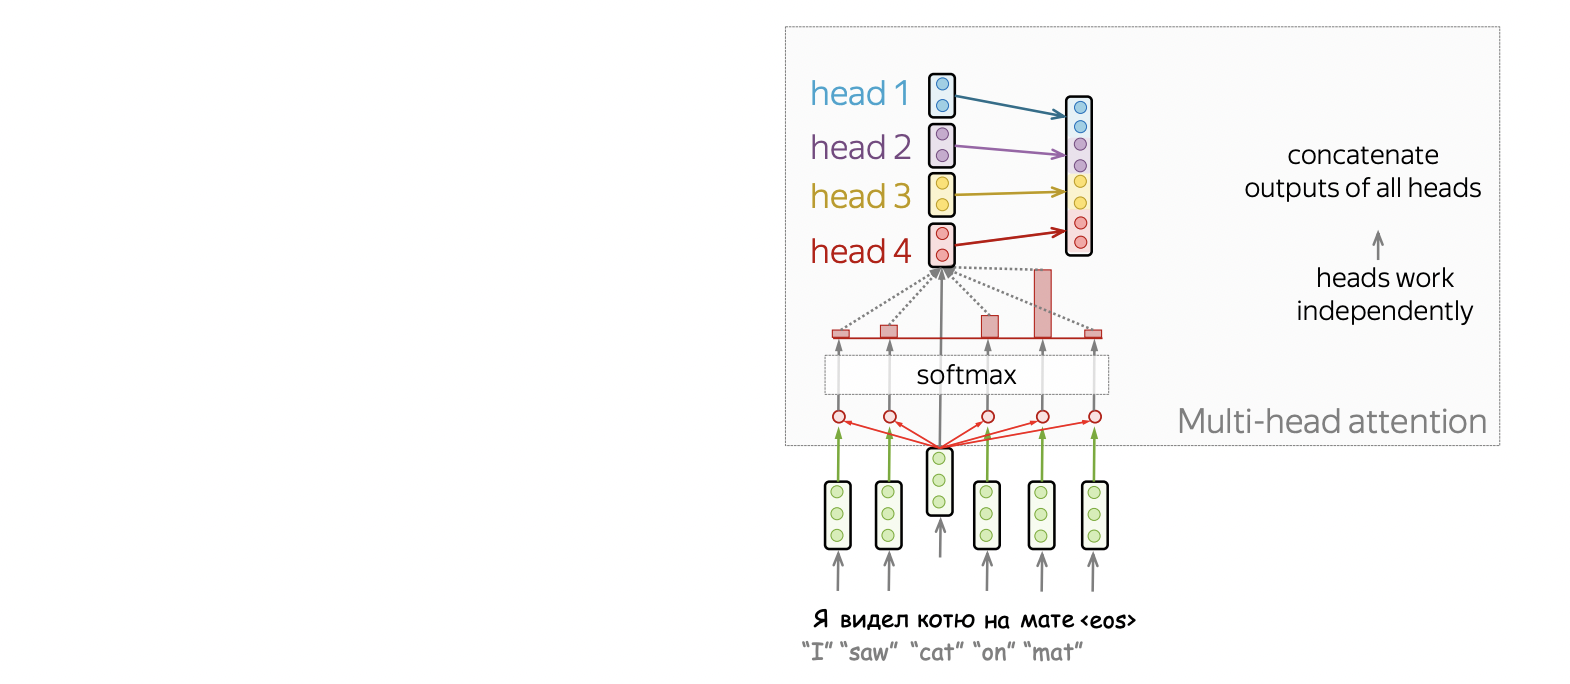 head 1
head 2
head 3
head 4
concatenate
outputs of all heads
heads work
independently
softmax
Multi-head attention
Я видел котю на мате <eos>
“I” “saw” “cat” “on” “mat”